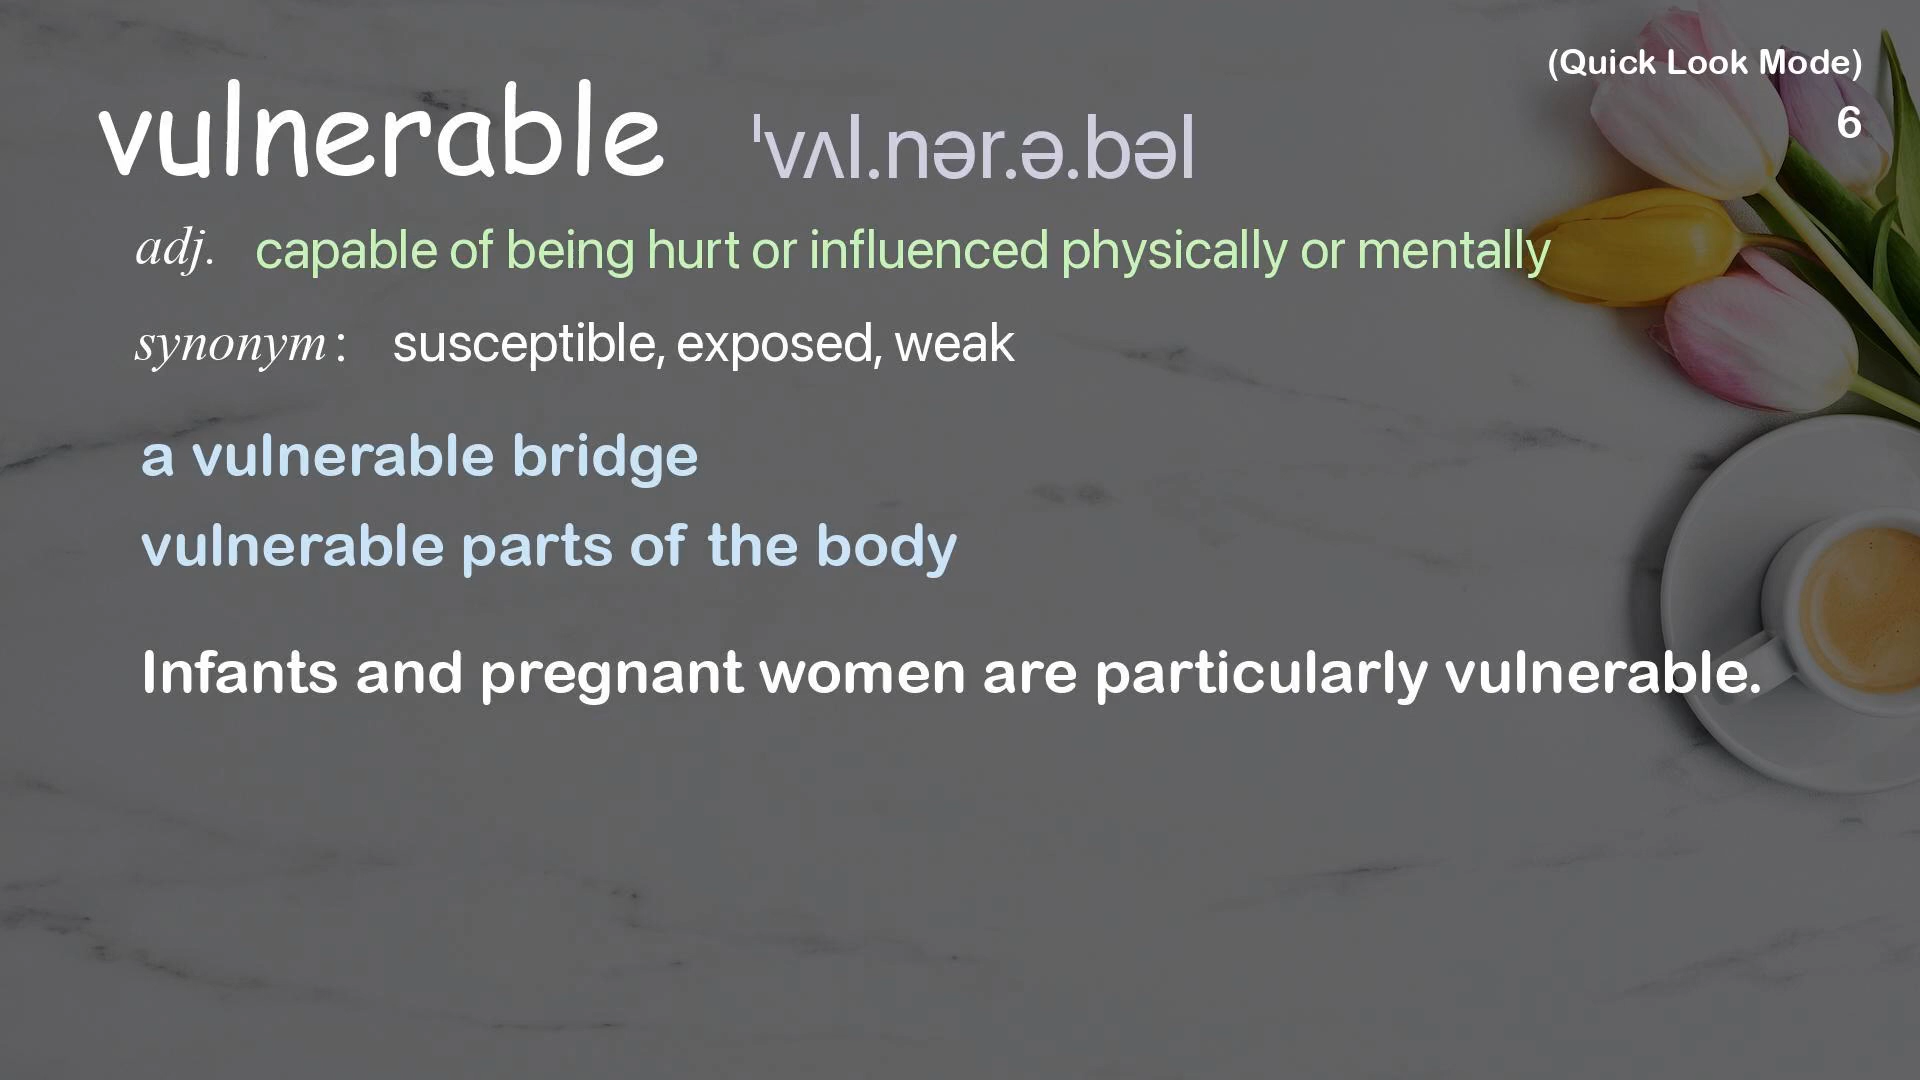 (Quick Look Mode)
6
vulnerable ˈvʌl.nər.ə.bəl
adj. capable of being hurt or influenced physically or mentally
synonym : susceptible, exposed, weak
a vulnerable bridge
vulnerable parts of the body
Infants and pregnant women are particularly vulnerable.